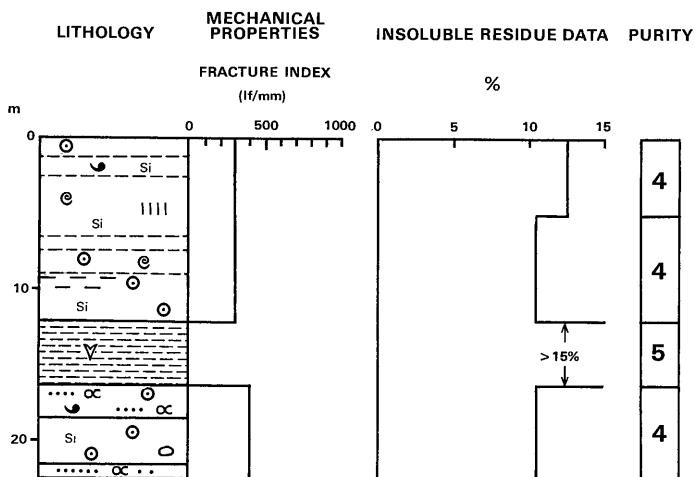 LITHOLOGY MECHANICAL PROPERTIES INSOLUBLE RESIDUE DATA PURITY
FRACTURE INDEX
(If/mm)
%
m
0 500 1000
.0 5 10 15
0
Si
Si
4
4
10
Si
>15%
5
20
Si
4